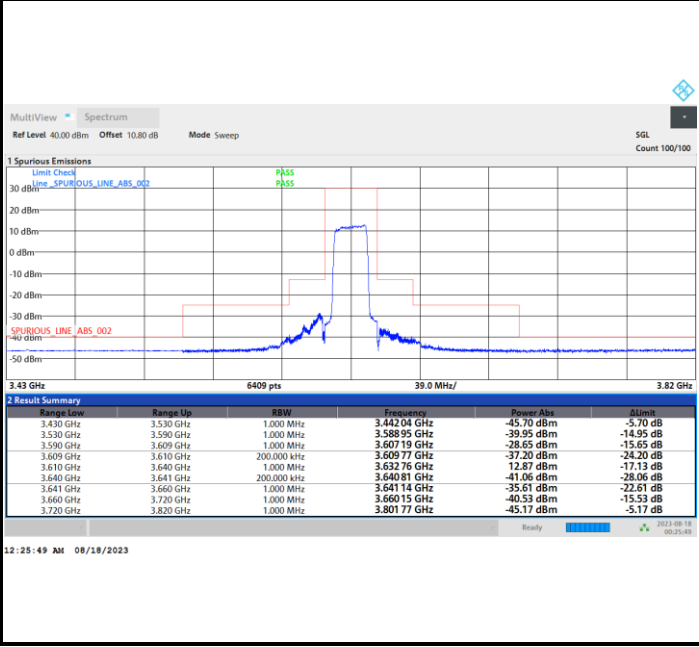 MultiView Spectrum
Ref Level 40.00 dBm Offset 10.80 dB Mode Sweep SGL
Count 100/100
1 Spurious Emissions
Limit Check PASS
Line _SPURIOUS_LINE_ABS_002 PASS
30 dBm
20 dBm
10 dBm
0 dBm
-10 dBm
-20 dBm
-30 dBm
SPURIOUS_LINE_ABS_002
-40 dBm
-50 dBm
3.43 GHz 6409 pts 39.0 MHz/ 3.82 GHz
2 Result Summary
Range Low Range Up RBW Frequency Power Abs ΔLimit
3.430 GHz 3.530 GHz 1.000 MHz 3.442 04 GHz -45.70 dBm -5.70 dB
3.530 GHz 3.590 GHz 1.000 MHz 3.588 95 GHz -39.95 dBm -14.95 dB
3.590 GHz 3.609 GHz 1.000 MHz 3.607 19 GHz -28.65 dBm -15.65 dB
3.609 GHz 3.610 GHz 200.000 kHz 3.609 77 GHz -37.20 dBm -24.20 dB
3.610 GHz 3.640 GHz 1.000 MHz 3.632 76 GHz 12.87 dBm -17.13 dB
3.640 GHz 3.641 GHz 200.000 kHz 3.640 81 GHz -41.06 dBm -28.06 dB
3.641 GHz 3.660 GHz 1.000 MHz 3.641 14 GHz -35.61 dBm -22.61 dB
3.660 GHz 3.720 GHz 1.000 MHz 3.660 15 GHz -40.53 dBm -15.53 dB
3.720 GHz 3.820 GHz 1.000 MHz 3.801 77 GHz -45.17 dBm -5.17 dB
Ready 2023-08-18
00:25:49
12:25:49 AM 08/18/2023